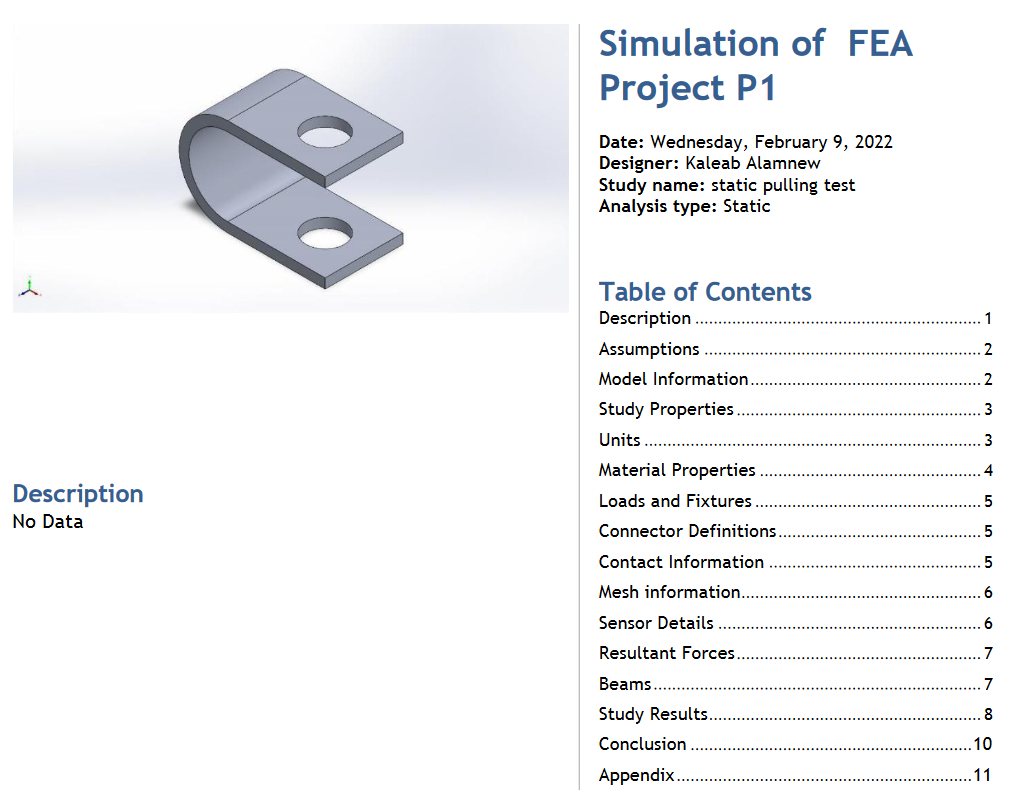 Simulation of  FEA
Project P1
Date: Wednesday, February 9, 2022
Designer: Kaleab Alamnew
Study name: static pulling test
Analysis type: Static
Table of Contents
Description ............................................................. 1
Assumptions ........................................................... 2
Model Information ................................................. 2
Study Properties .................................................... 3
Units ........................................................................ 3
Material Properties ............................................... 4
Loads and Fixtures ................................................ 5
Connector Definitions ........................................... 5
Contact Information ............................................. 5
Mesh information ................................................... 6
Sensor Details ........................................................ 6
Resultant Forces .................................................... 7
Beams ...................................................................... 7
Study Results .......................................................... 8
Conclusion ............................................................ 10
Appendix ............................................................... 11
Description
No Data